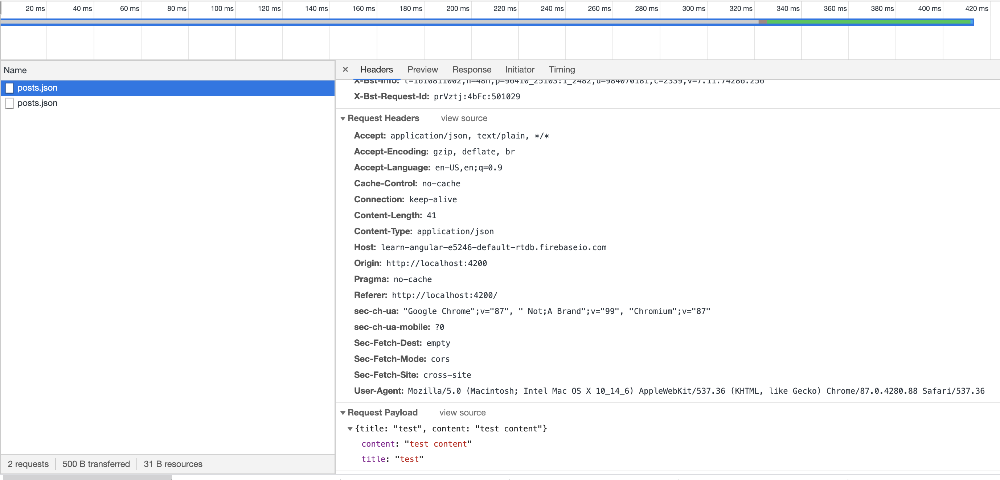 20 ms 40 ms 60 ms 80 ms 100 ms 120 ms 140 ms 160 ms 180 ms 200 ms 220 ms 240 ms 260 ms 280 ms 300 ms 320 ms 340 ms 360 ms 380 ms 400 ms 420 ms
Name
posts.json
posts.json
2 requests 500 B transferred 31 B resources
× Headers Preview Response Initiator Timing
X-Bst-Request-Id: prVztj:4bFc:501029
Request Headers view source
Accept: application/json, text/plain, */*
Accept-Encoding: gzip, deflate, br
Accept-Language: en-US,en;q=0.9
Cache-Control: no-cache
Connection: keep-alive
Content-Length: 41
Content-Type: application/json
Host: learn-angular-e5246-default-rtdb.firebaseio.com
Origin: http://localhost:4200
Pragma: no-cache
Referer: http://localhost:4200/
sec-ch-ua: "Google Chrome";v="87", " Not;A Brand";v="99", "Chromium";v="87"
sec-ch-ua-mobile: ?0
Sec-Fetch-Dest: empty
Sec-Fetch-Mode: cors
Sec-Fetch-Site: cross-site
User-Agent: Mozilla/5.0 (Macintosh; Intel Mac OS X 10_14_6) AppleWebKit/537.36 (KHTML, like Gecko) Chrome/87.0.4280.88 Safari/537.36
Request Payload view source
{title: "test", content: "test content"}
content: "test content"
title: "test"